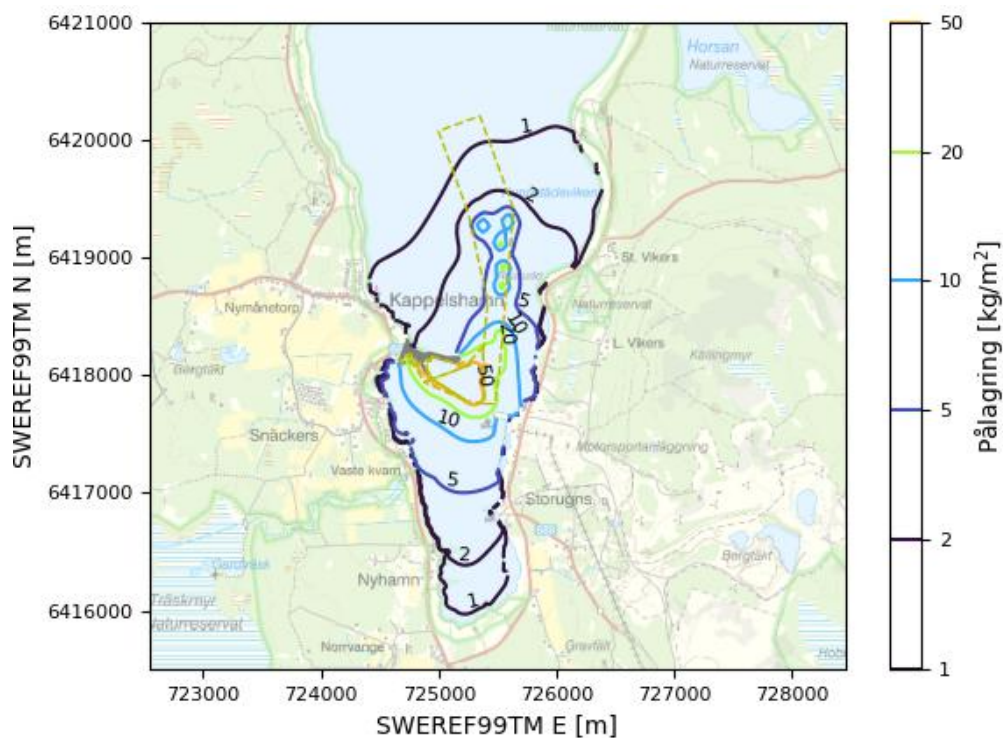 6421000
6420000
6419000
6418000
6417000
6416000
SWEREF99TM N [m]
723000
724000
725000
726000
727000
728000
SWEREF99TM E [m]
naturreservat
Horsan
Naturreservat
1
2
St. Vikers
Kappelshamn
5
Naturreservat
Nymånetorp
10
20
L. Vikers
Källingmyr
Bergtäkt
50
10
Snäckers
Motorsportanläggning
Vaste kvarn
5
Storugns
2
Bergtäkt
Nyhamn
Träskmyr
Naturreservat
1
Norrvange
Gravfält
50
20
10
5
2
1
Pålagring [kg/m²]